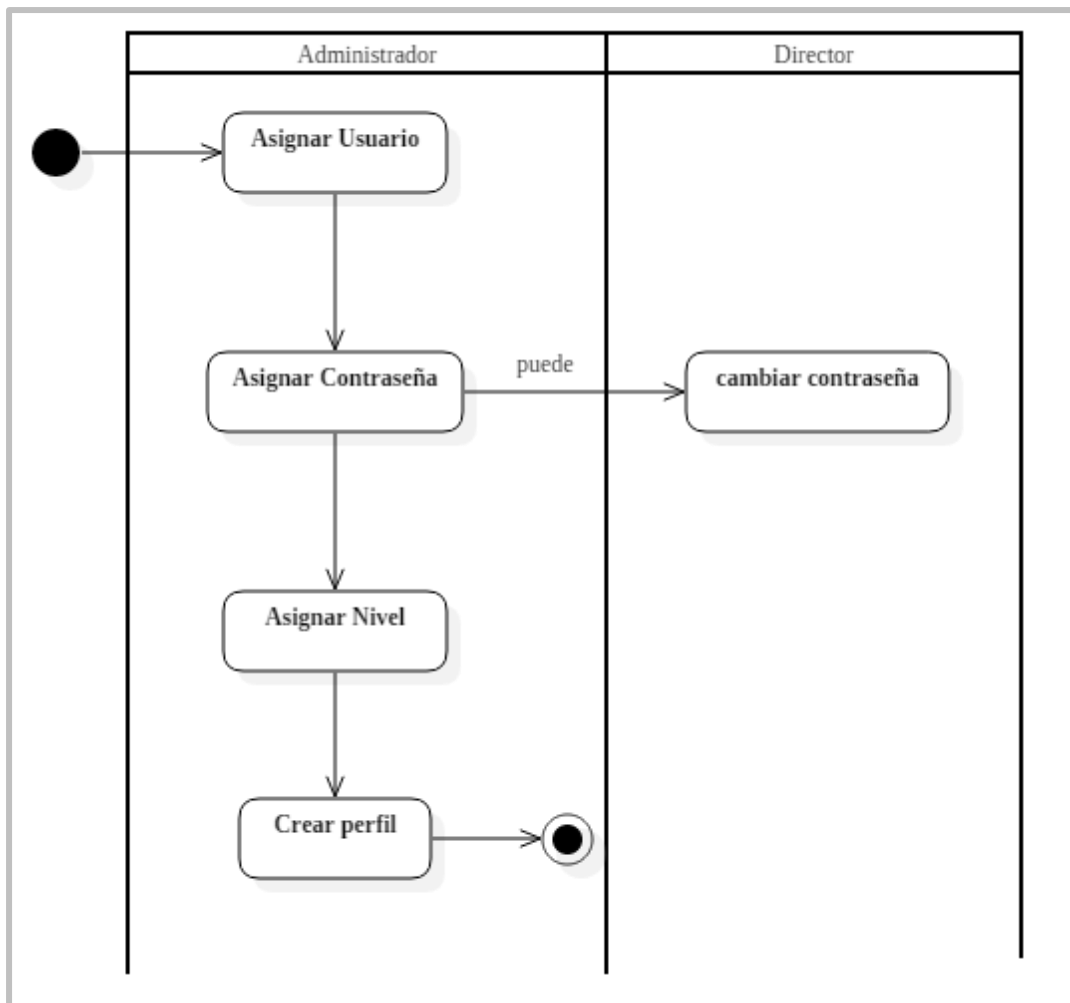 Administrador
Director
Asignar Usuario
Asignar Contraseña
puede
cambiar contraseña
Asignar Nivel
Crear perfil